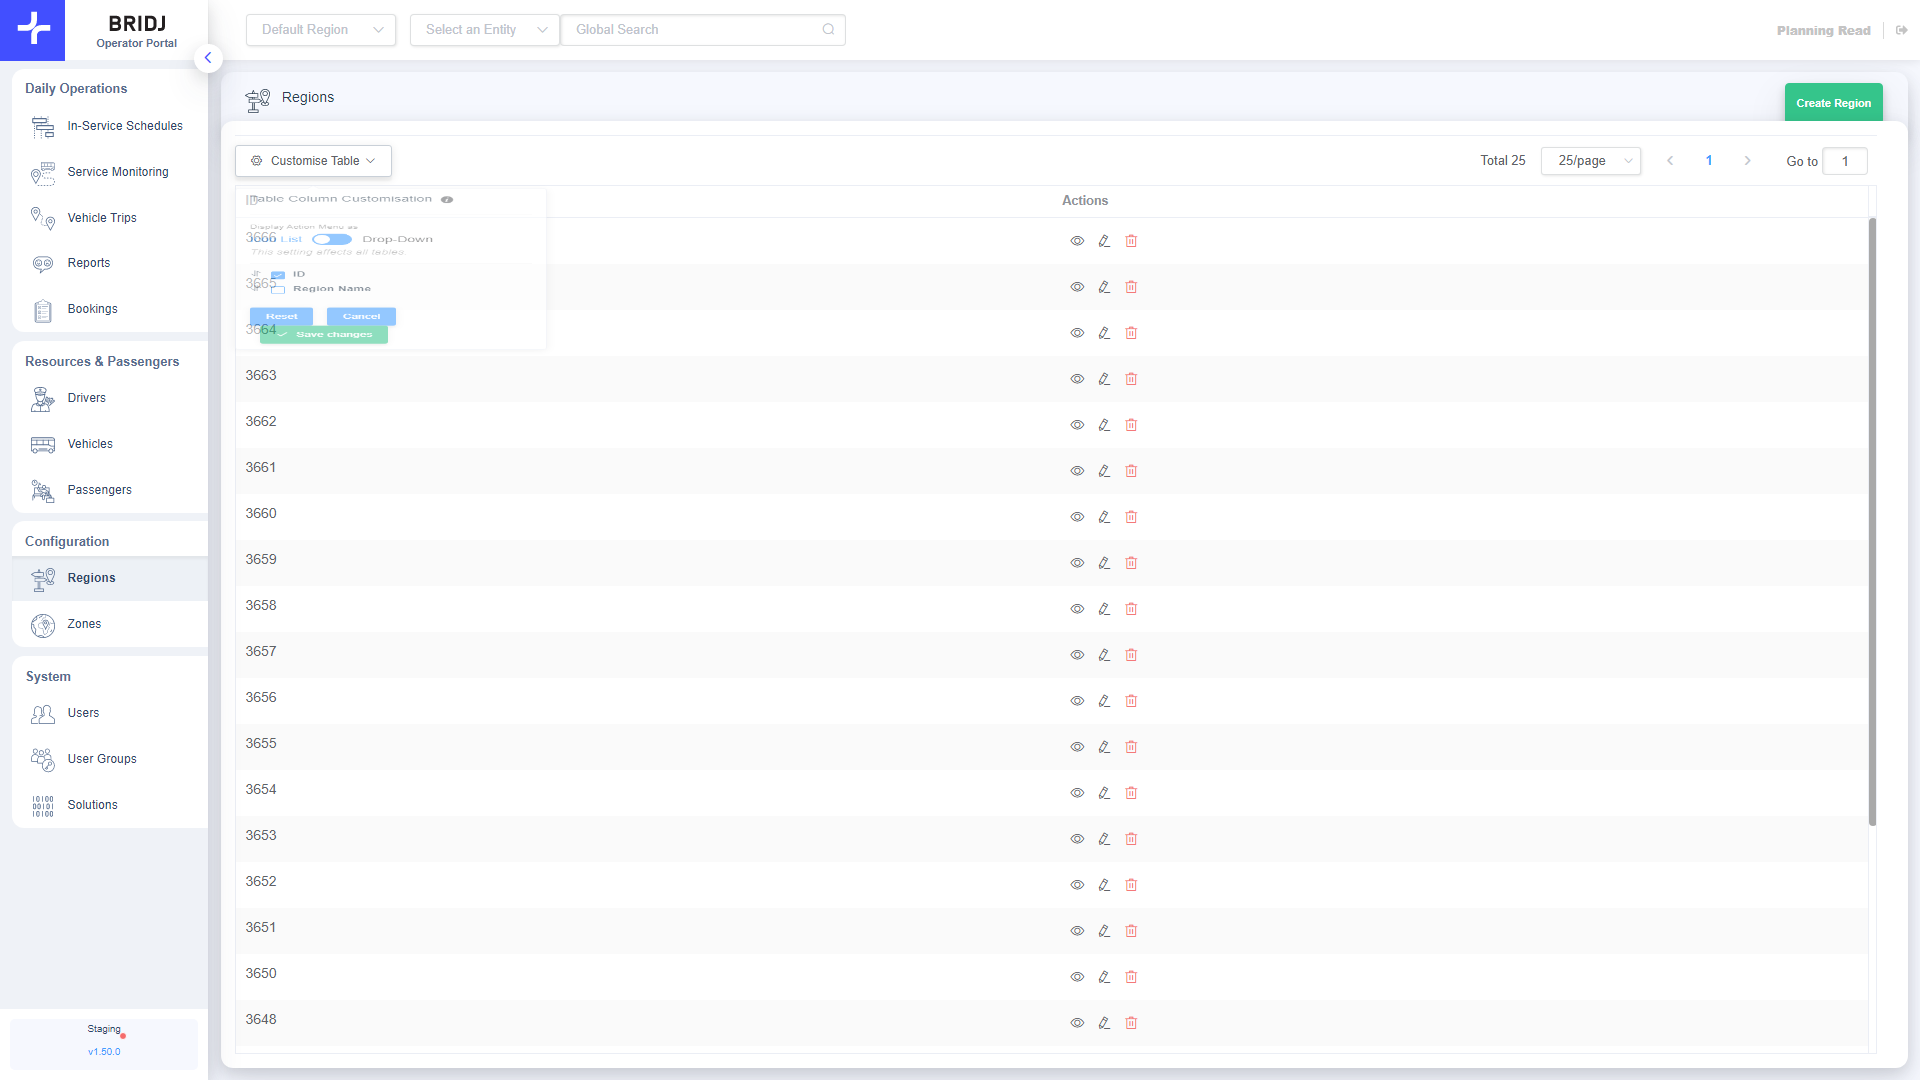 BRIDJ
Operator Portal
Default Region
Select an Entity
Global Search
Planning Read
Daily Operations
In-Service Schedules
Service Monitoring
Vehicle Trips
Reports
Bookings
Resources & Passengers
Drivers
Vehicles
Passengers
Configuration
Regions
Zones
System
Users
User Groups
Solutions
Staging
v1.50.0
Regions
Create Region
Customise Table
Total 25
25/page
1
Go to
1
ID
Actions
Table Column Customisation
Display Action Menu as
Icon List
Drop-Down
This setting effects all tables.
ID
Region Name
Reset
Cancel
Save changes
3666
3665
3664
3663
3662
3661
3660
3659
3658
3657
3656
3655
3654
3653
3652
3651
3650
3648